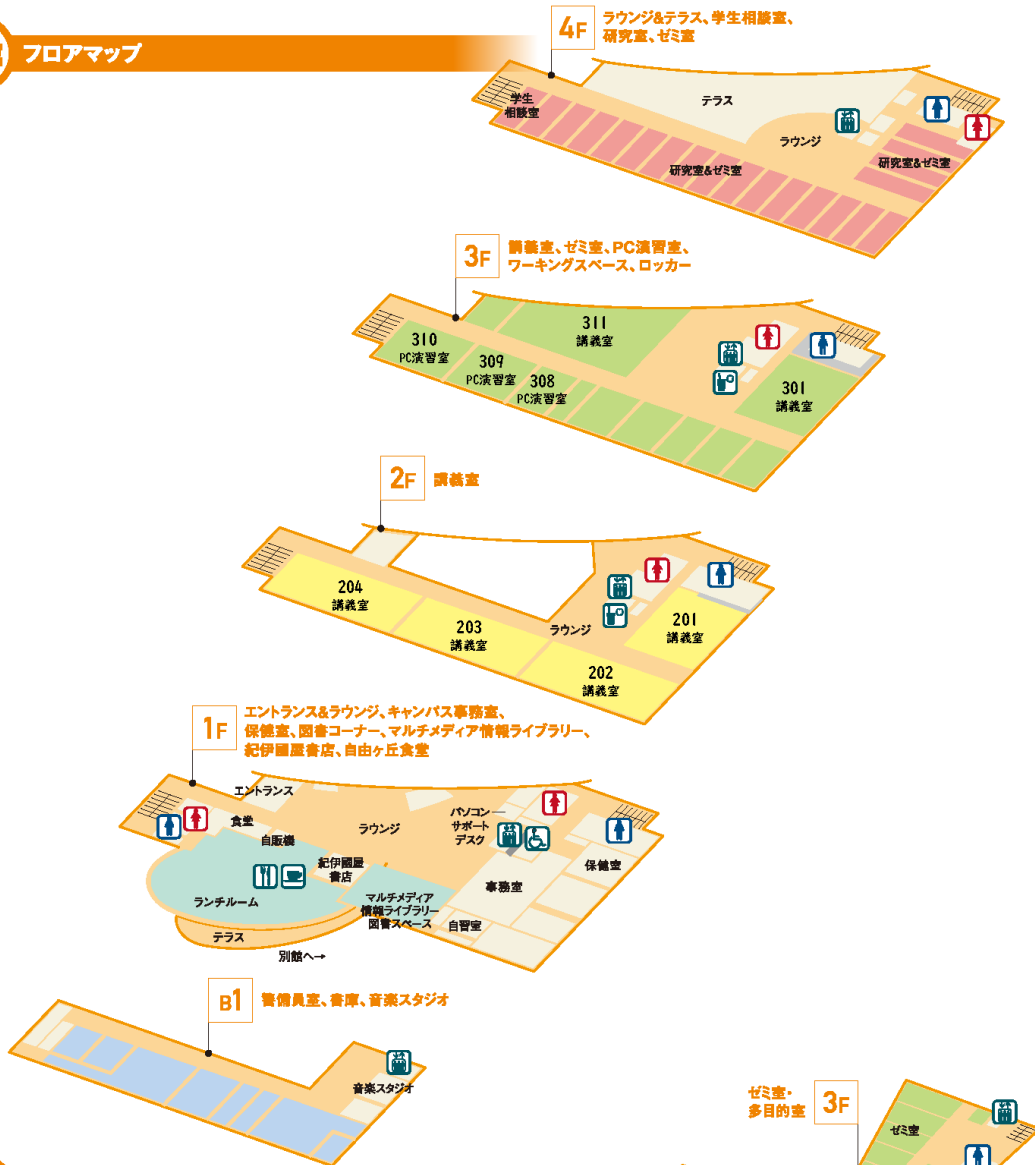 フロアマップ
4F
ラウンジ&テラス、学生相談室、
研究室、ゼミ室
学生
相談室
テラス
ラウンジ
研究室&ゼミ室
研究室&ゼミ室
3F
講義室、ゼミ室、PC演習室、
ワーキングスペース、ロッカー
310
PC演習室
309
PC演習室
308
PC演習室
311
講義室
301
講義室
2F
講義室
204
講義室
203
講義室
ラウンジ
202
講義室
201
講義室
1F
エントランス&ラウンジ、キャンパス事務室、
保健室、図書コーナー、マルチメディア情報ライブラリー、
紀伊國屋書店、自由ヶ丘食堂
エントランス
食堂
自販機
ラウンジ
パソコン
サポート
デスク
紀伊國屋
書店
保健室
事務室
ランチルーム
マルチメディア
情報ライブラリー
図書スペース
自習室
テラス
別館へ→
B1
警備員室、書庫、音楽スタジオ
音楽スタジオ
ゼミ室・
多目的室
3F
ゼミ室